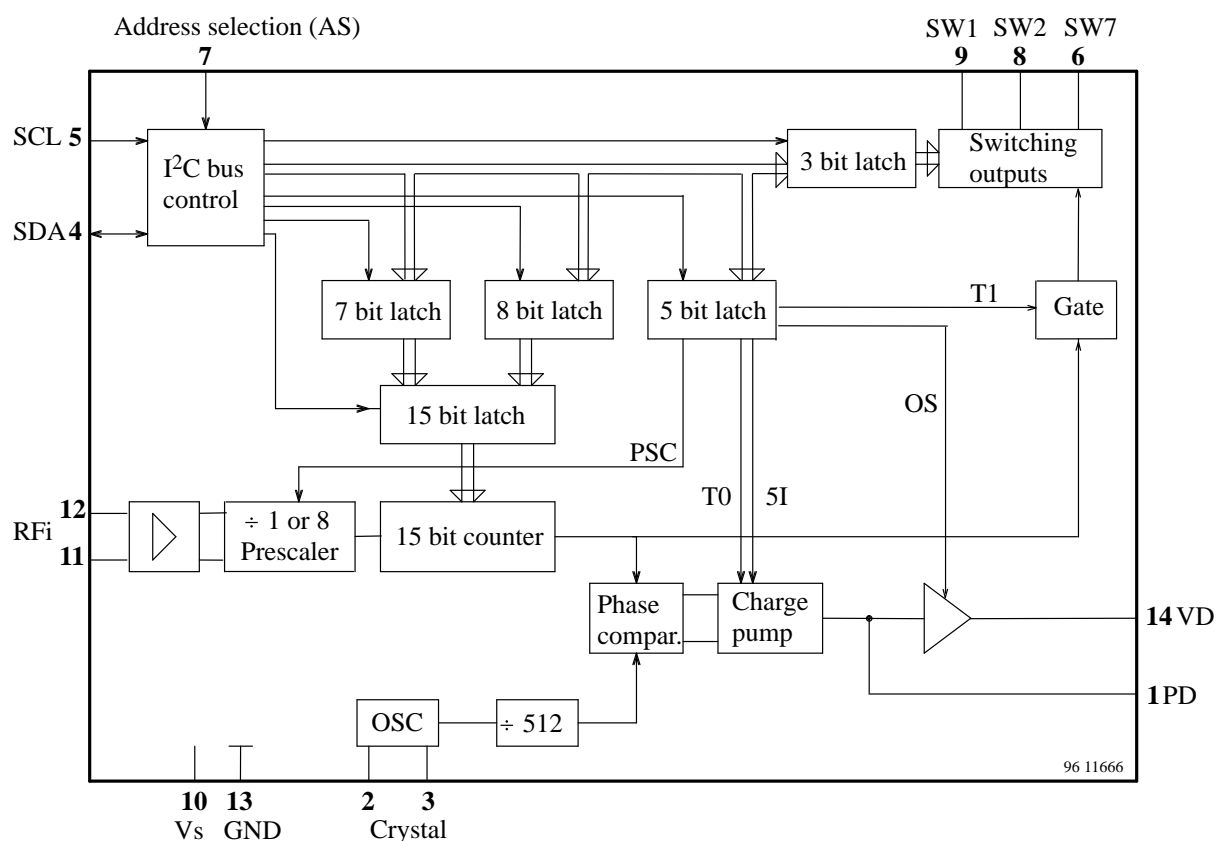 Address selection (AS)
7
SW1 SW2 SW7
9 8 6
SCL 5
I²C bus
control
3 bit latch
Switching
outputs
SDA 4
7 bit latch
8 bit latch
5 bit latch
T1
Gate
15 bit latch
OS
PSC
T0
5I
12
RFi
11
÷ 1 or 8
Prescaler
15 bit counter
Phase
compar.
Charge
pump
14 VD
1 PD
OSC
÷ 512
96 11666
10 13 2 3
Vs GND Crystal